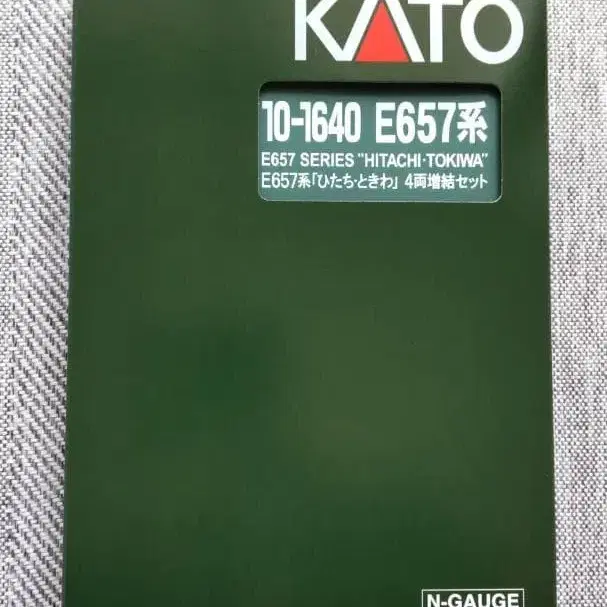 KATO
10-1640 E657系
E657 SERIES "HITACHI·TOKIWA"
E657系「ひたち・ときわ」 4両増結セット
N-GAUGE